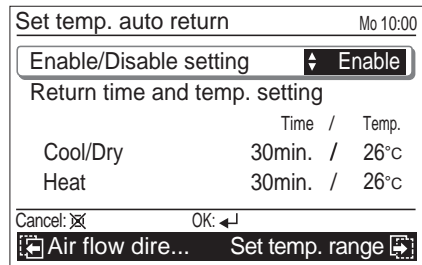 Set temp. auto return Mo 10:00
Enable/Disable setting Enable
Return time and temp. setting
Time / Temp.
Cool/Dry 30min. / 26°C
Heat 30min. / 26°C
Cancel: OK:
Air flow dire... Set temp. range